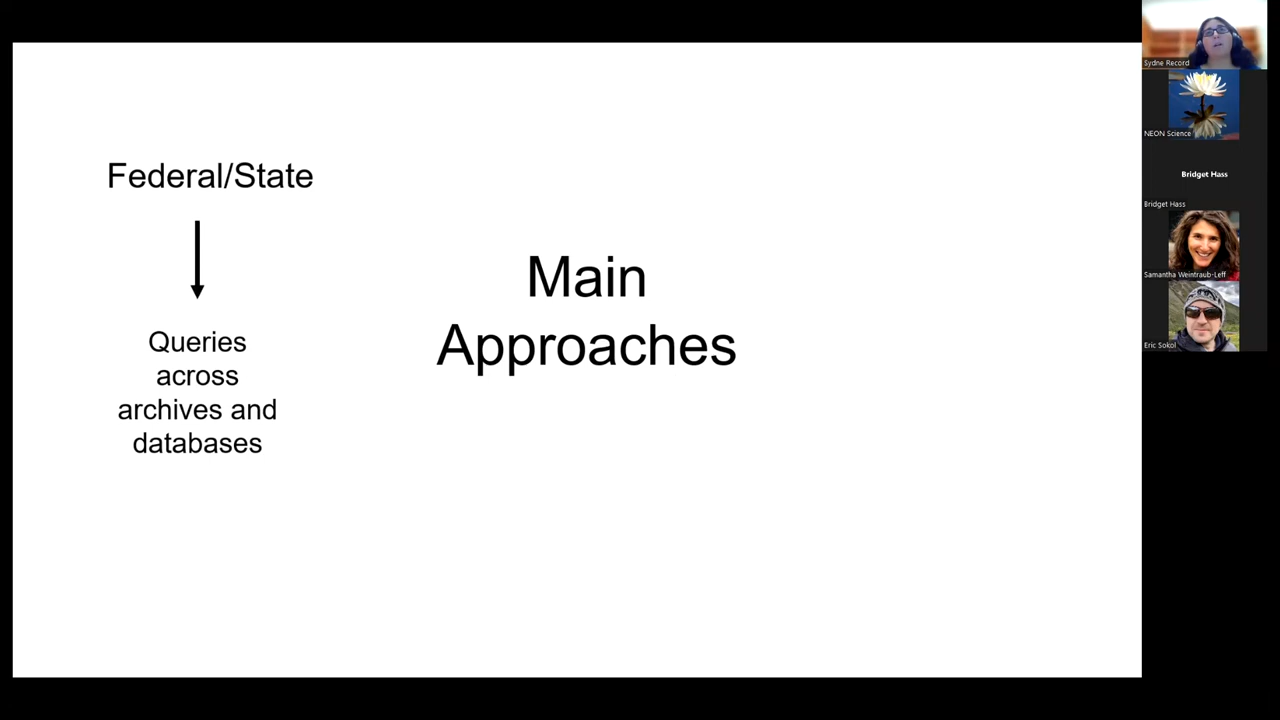 Federal/State
Queries
across
archives and
databases
Main
Approaches
Sydne Record
NEON Science
Bridget Hass
Bridget Hass
Samantha Weintraub-Leff
Eric Sokol